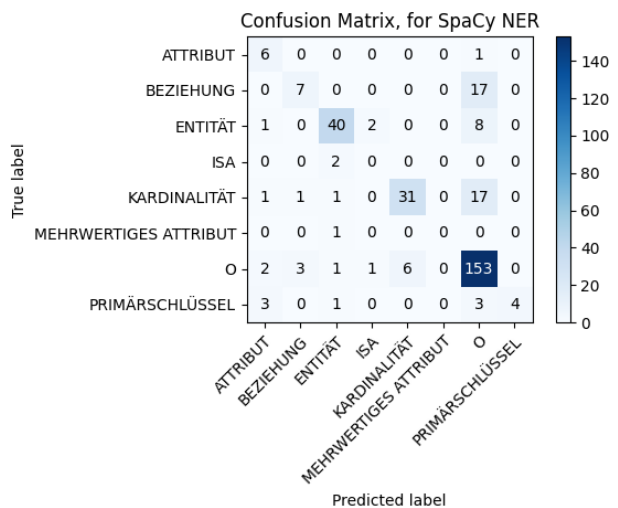 Confusion Matrix, for SpaCy NER
True label
ATTRIBUT 6 0 0 0 0 0 1 0
BEZIEHUNG 0 7 0 0 0 0 17 0
ENTITÄT 1 0 40 2 0 0 8 0
ISA 0 0 2 0 0 0 0 0
KARDINALITÄT 1 1 1 0 31 0 17 0
MEHRWERTIGES ATTRIBUT 0 0 1 0 0 0 0 0
O 2 3 1 1 6 0 153 0
PRIMÄRSCHLÜSSEL 3 0 1 0 0 0 3 4
ATTRIBUT
BEZIEHUNG
ENTITÄT
ISA
KARDINALITÄT
MEHRWERTIGES ATTRIBUT
O
PRIMÄRSCHLÜSSEL
Predicted label
140
120
100
80
60
40
20
0